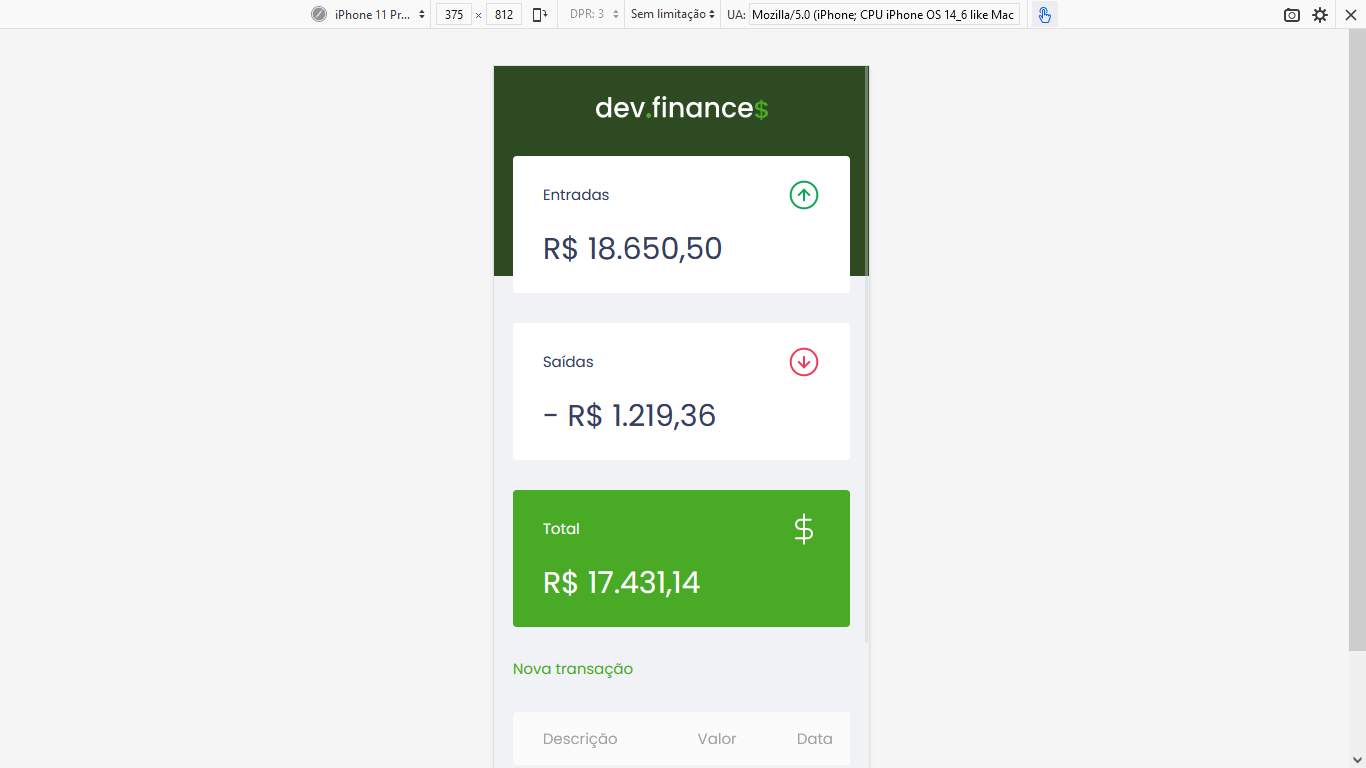 iPhone 11 Pr... 375 × 812 DPR: 3 Sem limitação UA: Mozilla/5.0 (iPhone; CPU iPhone OS 14_6 like Mac
dev.finance$
Entradas
R$ 18.650,50
Saídas
- R$ 1.219,36
Total
$
R$ 17.431,14
Nova transação
Descrição Valor Data